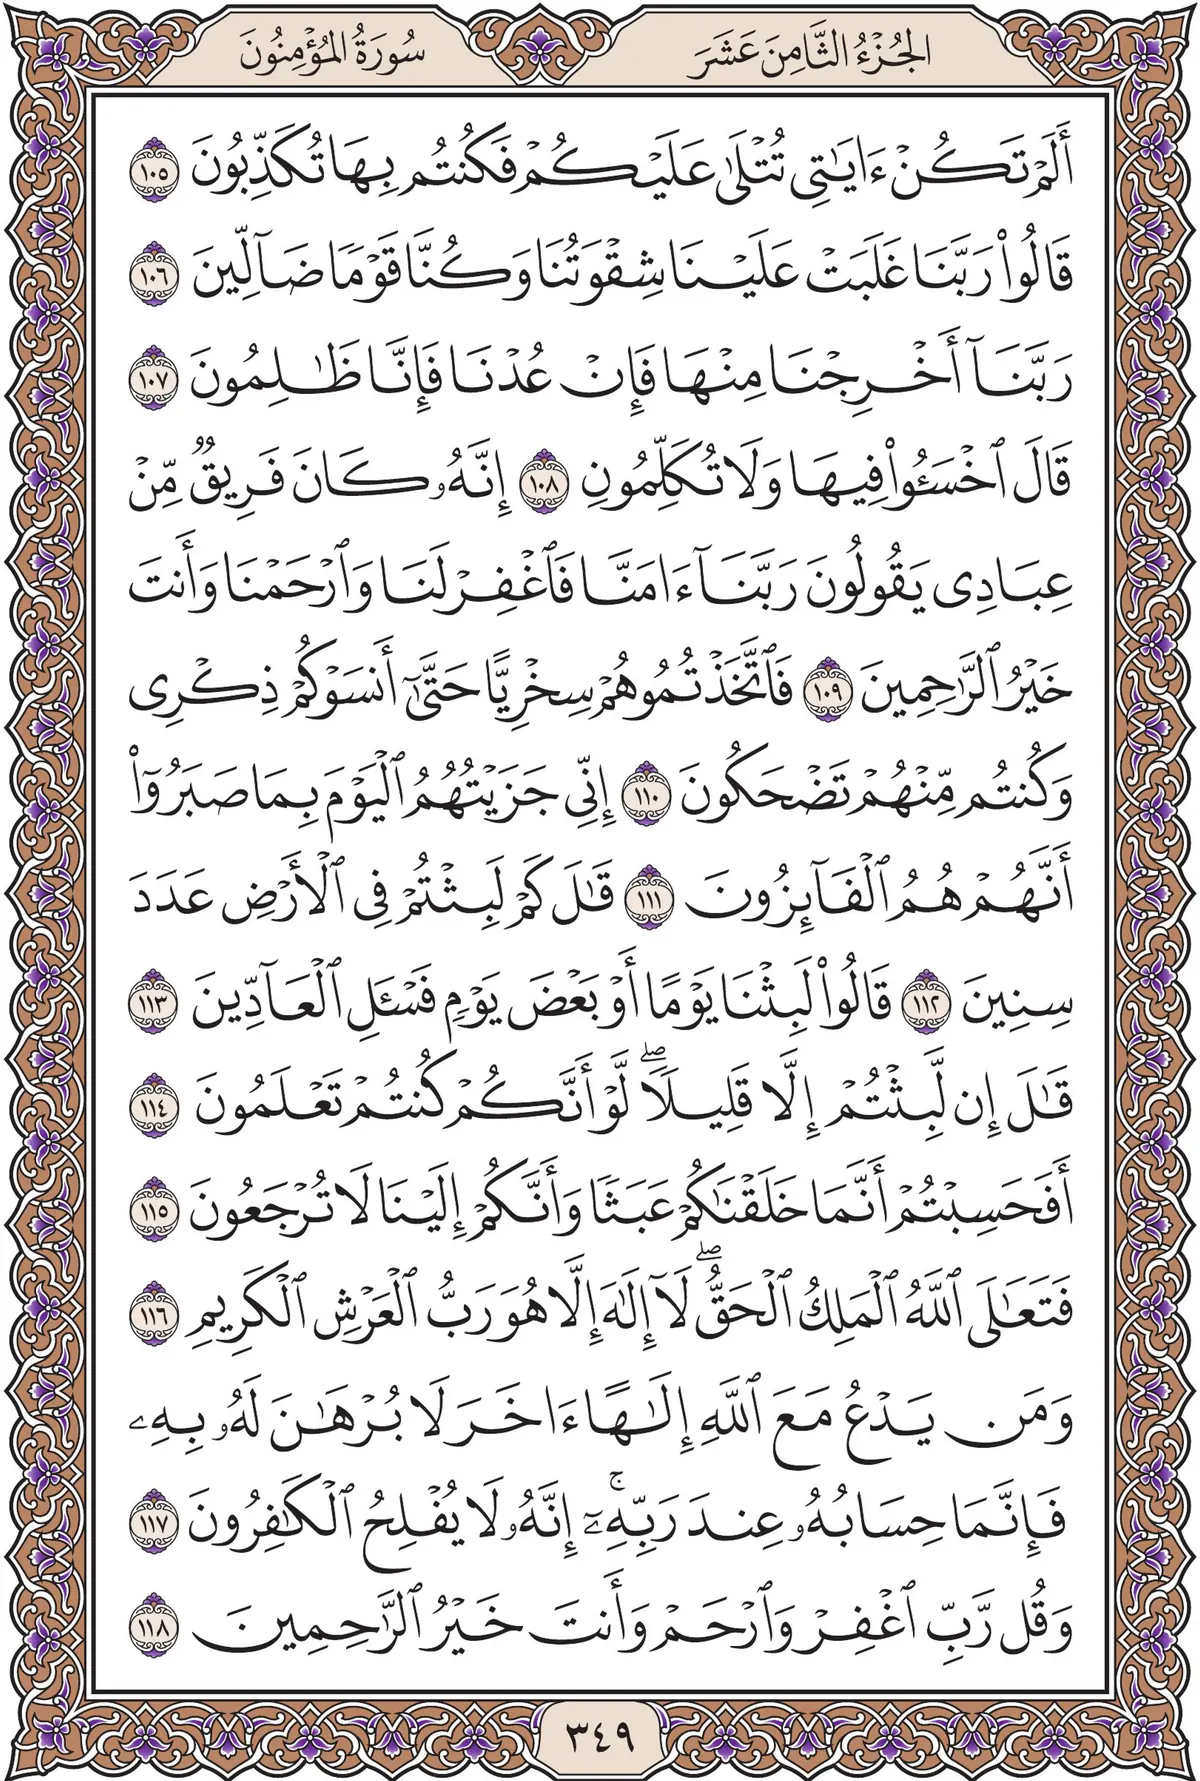 الجُزْءُ الثَّامِنَ عَشَرَ
سُورَةُ المُؤْمِنُونَ
أَلَمْ تَكُنْ ءَايَٰتِى تُتْلَىٰ عَلَيْكُمْ فَكُنتُم بِهَا تُكَذِّبُونَ ١٠٥
قَالُوا۟ رَبَّنَا غَلَبَتْ عَلَيْنَا شِقْوَتُنَا وَكُنَّا قَوْمًا ضَآلِّينَ ١٠٦
رَبَّنَآ أَخْرِجْنَا مِنْهَا فَإِنْ عُدْنَا فَإِنَّا ظَٰلِمُونَ ١٠٧
قَالَ ٱخْسَـُٔوا۟ فِيهَا وَلَا تُكَلِّمُونِ ١٠٨ إِنَّهُۥ كَانَ فَرِيقٌ مِّنْ
عِبَادِى يَقُولُونَ رَبَّنَآ ءَامَنَّا فَٱغْفِرْ لَنَا وَٱرْحَمْنَا وَأَنتَ
خَيْرُ ٱلرَّٰحِمِينَ ١٠٩ فَٱتَّخَذْتُمُوهُمْ سِخْرِيًّا حَتَّىٰٓ أَنسَوْكُمْ ذِكْرِى
وَكُنتُم مِّنْهُمْ تَضْحَكُونَ ١١٠ إِنِّى جَزَيْتُهُمُ ٱلْيَوْمَ بِمَا صَبَرُوٓا۟
أَنَّهُمْ هُمُ ٱلْفَآئِزُونَ ١١١ قَٰلَ كَمْ لَبِثْتُمْ فِى ٱلْأَرْضِ عَدَدَ
سِنِينَ ١١٢ قَالُوا۟ لَبِثْنَا يَوْمًا أَوْ بَعْضَ يَوْمٍ فَسْـَٔلِ ٱلْعَآدِّينَ ١١٣
قَٰلَ إِن لَّبِثْتُمْ إِلَّا قَلِيلًا ۖ لَّوْ أَنَّكُمْ كُنتُمْ تَعْلَمُونَ ١١٤
أَفَحَسِبْتُمْ أَنَّمَا خَلَقْنَٰكُمْ عَبَثًا وَأَنَّكُمْ إِلَيْنَا لَا تُرْجَعُونَ ١١٥
فَتَعَٰلَى ٱللَّهُ ٱلْمَلِكُ ٱلْحَقُّ ۖ لَآ إِلَٰهَ إِلَّا هُوَ رَبُّ ٱلْعَرْشِ ٱلْكَرِيمِ ١١٦
وَمَن يَدْعُ مَعَ ٱللَّهِ إِلَٰهًا ءَاخَرَ لَا بُرْهَٰنَ لَهُۥ بِهِۦ
فَإِنَّمَا حِسَابُهُۥ عِندَ رَبِّهِۦٓ ۚ إِنَّهُۥ لَا يُفْلِحُ ٱلْكَٰفِرُونَ ١١٧
وَقُل رَّبِّ ٱغْفِرْ وَٱرْحَمْ وَأَنتَ خَيْرُ ٱلرَّٰحِمِينَ ١١٨
٣٤٩